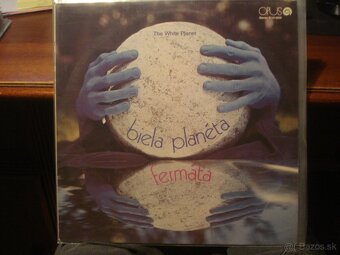 OPUS
The White Planet
biela planéta
fermáta
Bazos.sk